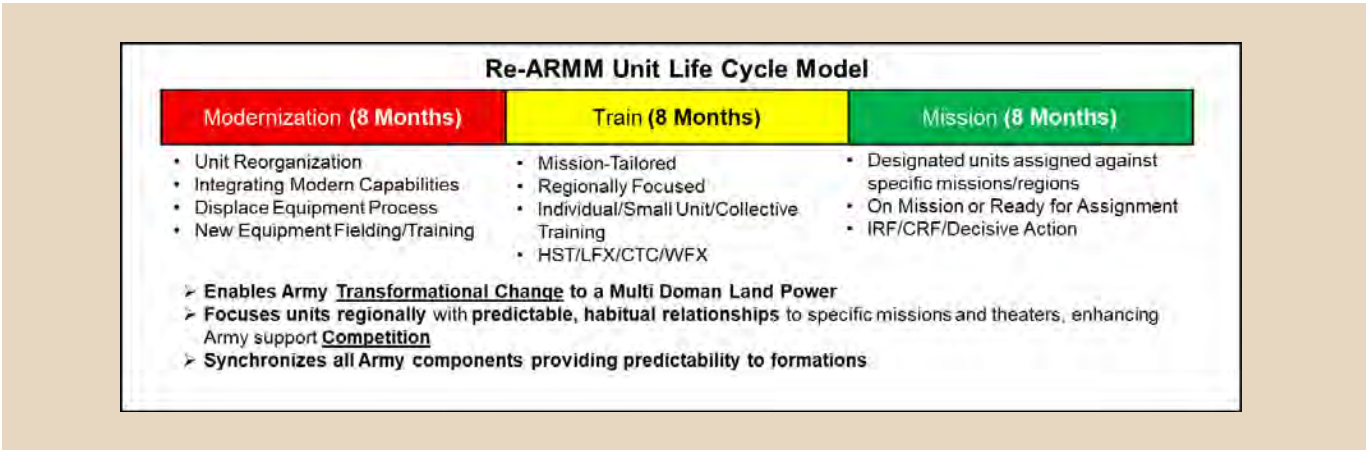 Re-ARMM Unit Life Cycle Model
Modernization (8 Months)
Train (8 Months)
Mission (8 Months)
• Unit Reorganization
• Integrating Modern Capabilities
• Displace Equipment Process
• New Equipment Fielding/Training
• Mission-Tailored
• Regionally Focused
• Individual/Small Unit/Collective
Training
• HST/LFX/CTC/WFX
• Designated units assigned against
specific missions/regions
• On Mission or Ready for Assignment
• IRF/CRF/Decisive Action
➢ Enables Army Transformational Change to a Multi Doman Land Power
➢ Focuses units regionally with predictable, habitual relationships to specific missions and theaters, enhancing
Army support Competition
➢ Synchronizes all Army components providing predictability to formations